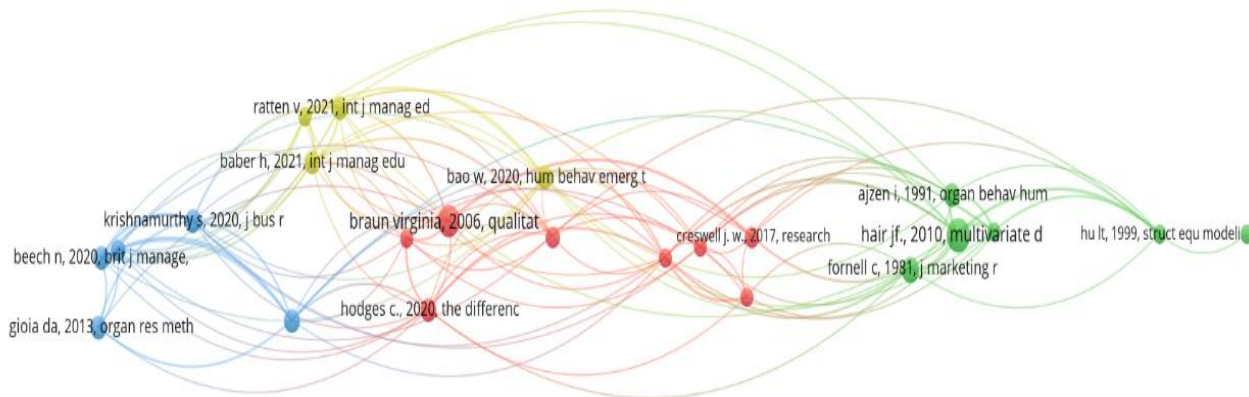 ratten v, 2021, int j manag ed
baber h, 2021, int j manag edu
bao w, 2020, hum behav emerg t
ajzen i, 1991, organ behav hum
krishnamurthy s, 2020, j bus r
braun virginia, 2006, qualitat
creswell j. w., 2017, research
hair jf., 2010, multivariate d
hu lt, 1999, struct equ modeli
beech n, 2020, brit j manage,
fornell c, 1981, j marketing r
hodges c., 2020, the differenc
gioia da, 2013, organ res meth